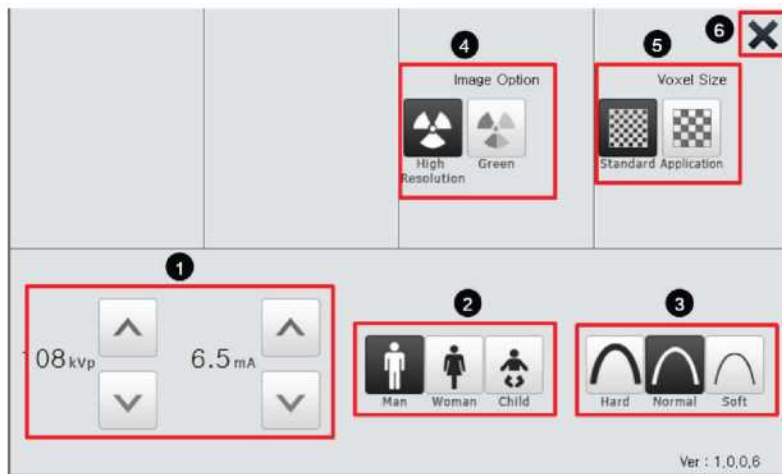 4
5
6
Image Option
Voxel Size
High
Resolution
Green
Standard Application
1
2
3
08 kVp
6.5 mA
Man Woman Child
Hard Normal Soft
Ver : 1.0.0.6